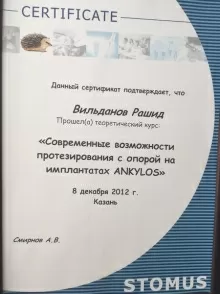 CERTIFICATE
Данный сертификат подтверждает, что
Вильданов Рашид
Прошел(а) теоретический курс:
«Современные возможности
протезирования с опорой на
имплантатах ANKYLOS»
8 декабря 2012 г.
Казань
Смирнов А.В.
STOMUS